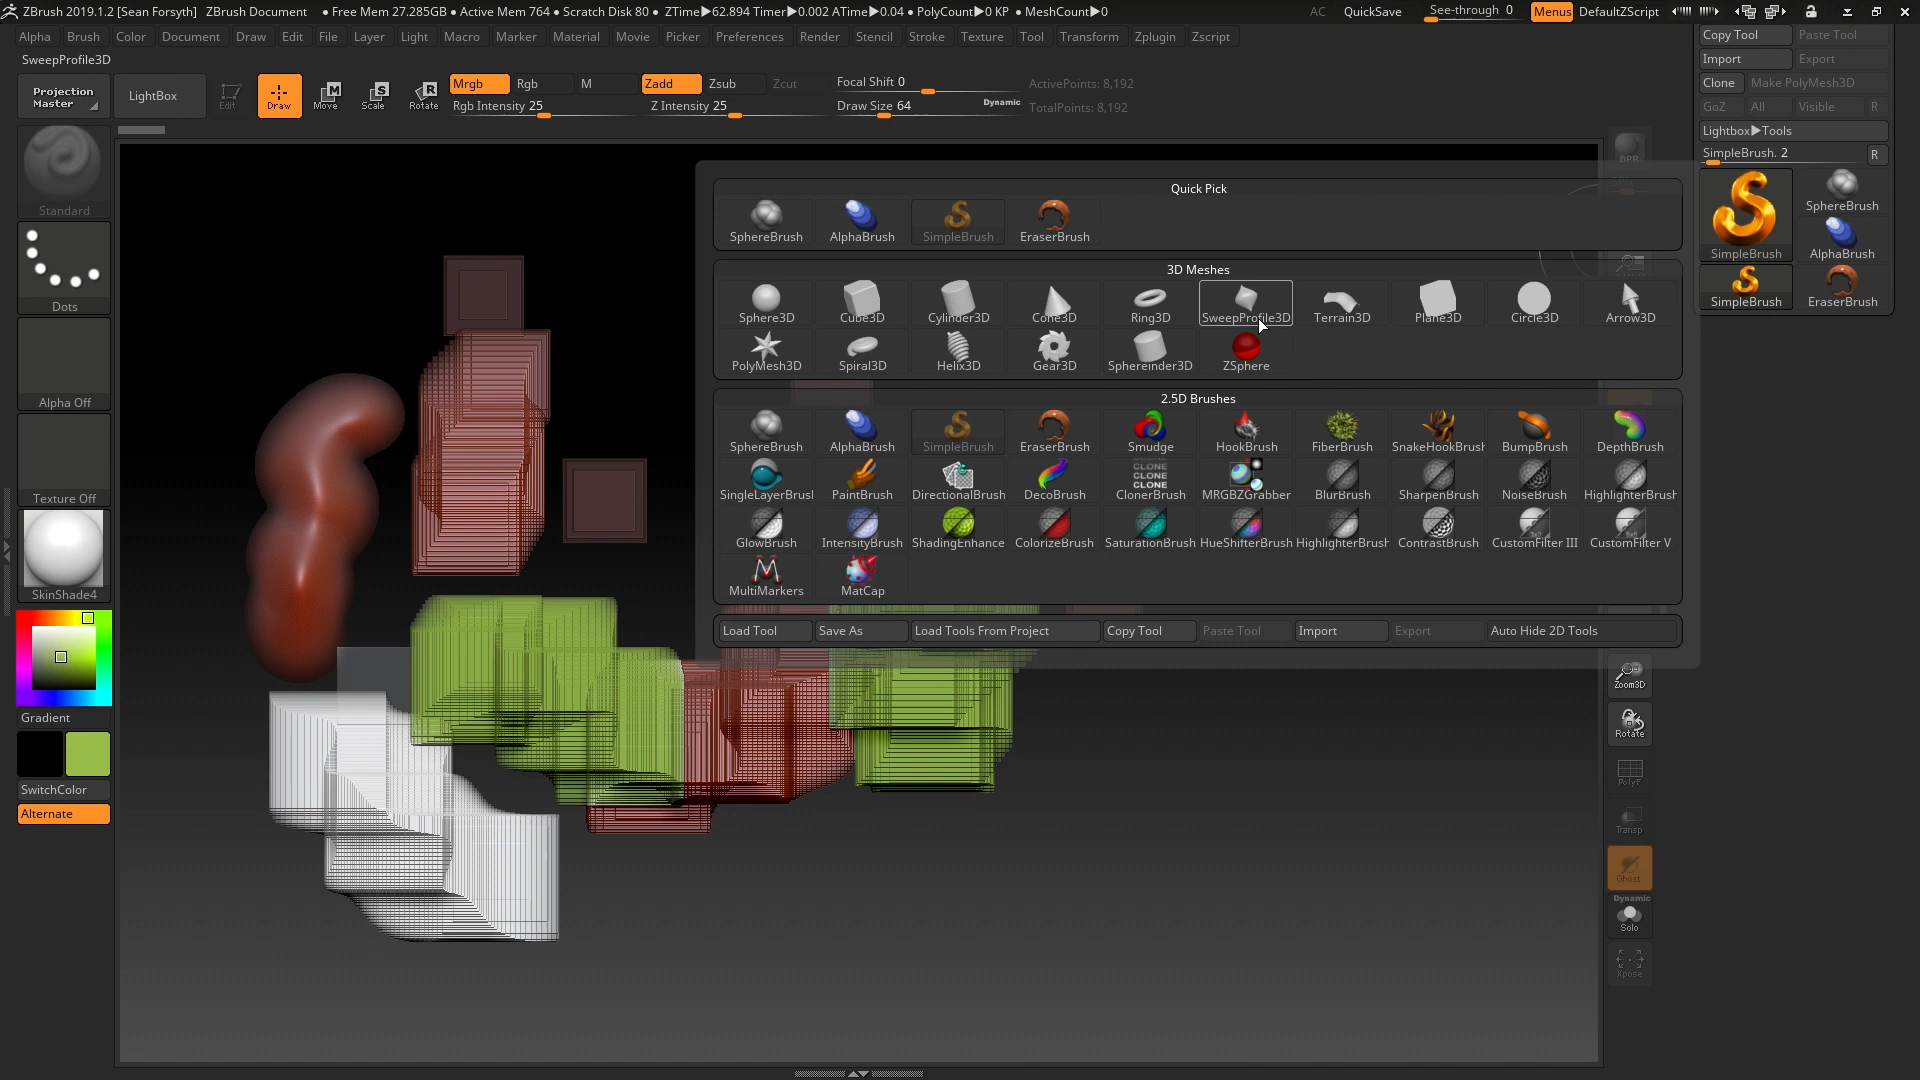 ZBrush 2019.1.2 [Sean Forsyth] ZBrush Document • Free Mem 27.285GB • Active Mem 764 • Scratch Disk 80 • ZTime▶62.894 Timer▶0.002 ATime▶0.04 • PolyCount▶0 KP • MeshCount▶0 AC QuickSave See-through 0 Menus DefaultZScript
Alpha Brush Color Document Draw Edit File Layer Light Macro Marker Material Movie Picker Preferences Render Stencil Stroke Texture Tool Transform Zplugin Zscript
SweepProfile3D
Projection Master
LightBox
Edit
Draw
Move
Scale
Rotate
Mrgb Rgb M Zadd Zsub Zcut
Rgb Intensity 25 Z Intensity 25
Focal Shift 0
Draw Size 64 Dynamic
ActivePoints: 8,192
TotalPoints: 8,192
Copy Tool Paste Tool
Import Export
Clone Make PolyMesh3D
GoZ All Visible R
Lightbox▶Tools
SimpleBrush. 2 R
SimpleBrush SphereBrush
AlphaBrush
SimpleBrush EraserBrush
Standard
Dots
Alpha Off
Texture Off
SkinShade4
Gradient
SwitchColor
Alternate
Quick Pick
SphereBrush AlphaBrush SimpleBrush EraserBrush
3D Meshes
Sphere3D Cube3D Cylinder3D Cone3D Ring3D SweepProfile3D Terrain3D Plane3D Circle3D Arrow3D
PolyMesh3D Spiral3D Helix3D Gear3D Sphereinder3D ZSphere
2.5D Brushes
SphereBrush AlphaBrush SimpleBrush EraserBrush Smudge HookBrush FiberBrush SnakeHookBrush BumpBrush DepthBrush
SingleLayerBrusl PaintBrush DirectionalBrush DecoBrush ClonerBrush MRGBZGrabber BlurBrush SharpenBrush NoiseBrush HighlighterBrush
CLONE
CLONE
CLONE
GlowBrush IntensityBrush ShadingEnhance ColorizeBrush SaturationBrush HueShifterBrush HighlighterBrush ContrastBrush CustomFilter III CustomFilter V
MultiMarkers MatCap
Load Tool Save As Load Tools From Project Copy Tool Paste Tool Import Export Auto Hide 2D Tools
BPR
Zoom3D
Rotate
PolyF
Transp
Ghost
Dynamic
Solo
Xpose